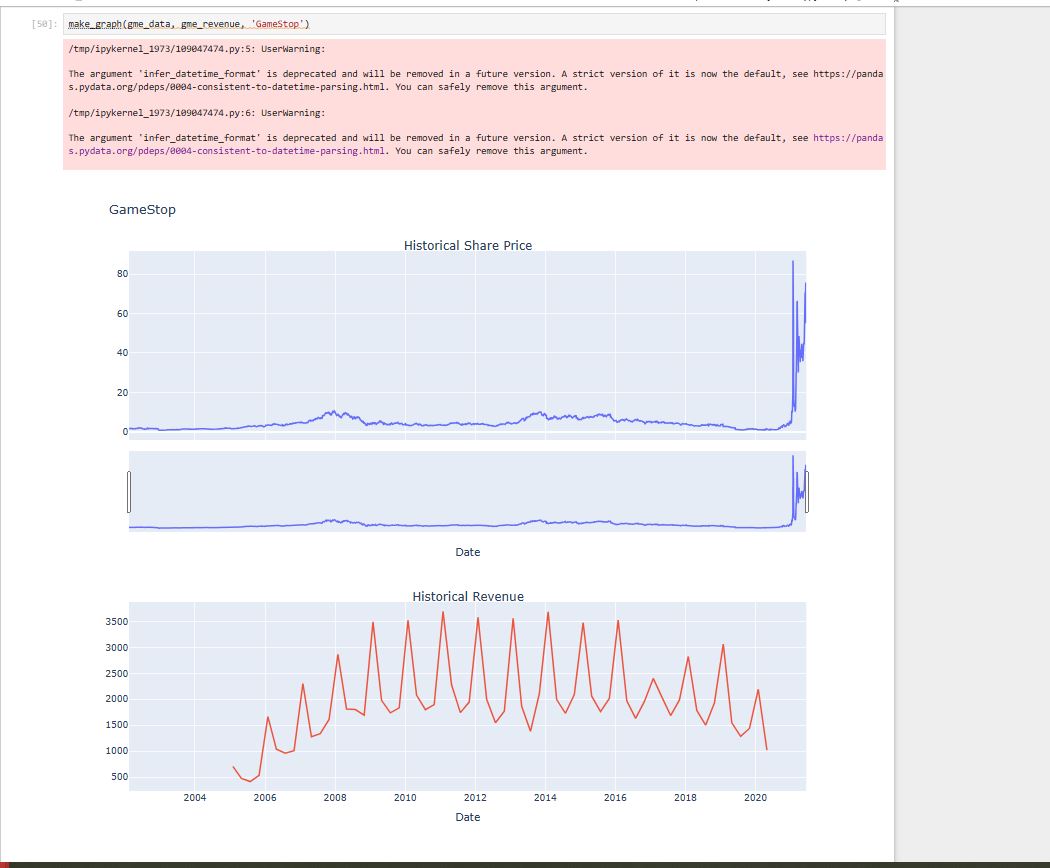 [50]: make_graph(gme_data, gme_revenue, 'GameStop')
/tmp/ipykernel_1973/109047474.py:5: UserWarning:
The argument 'infer_datetime_format' is deprecated and will be removed in a future version. A strict version of it is now the default, see https://panda
s.pydata.org/pdeps/0004-consistent-to-datetime-parsing.html. You can safely remove this argument.
/tmp/ipykernel_1973/109047474.py:6: UserWarning:
The argument 'infer_datetime_format' is deprecated and will be removed in a future version. A strict version of it is now the default, see https://panda
s.pydata.org/pdeps/0004-consistent-to-datetime-parsing.html. You can safely remove this argument.
GameStop
Historical Share Price
80
60
40
20
0
Date
Historical Revenue
3500
3000
2500
2000
1500
1000
500
2004 2006 2008 2010 2012 2014 2016 2018 2020
Date